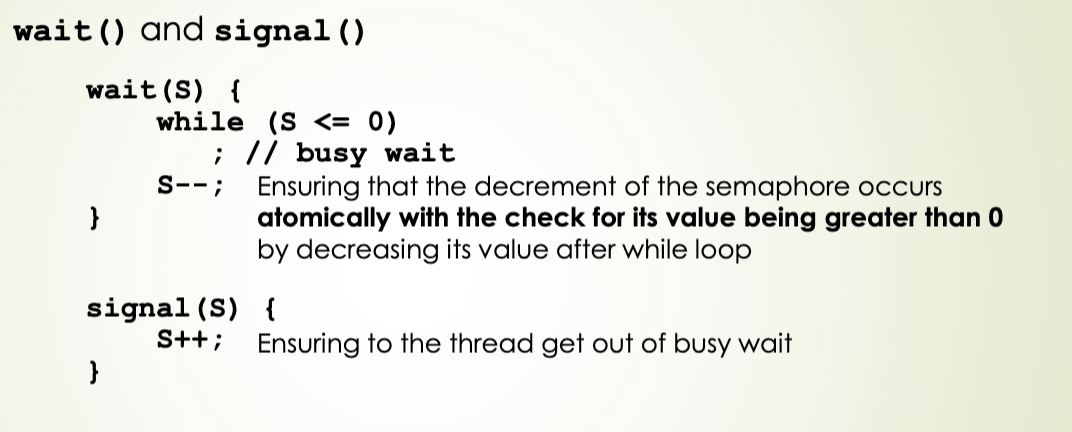 wait() and signal()
wait(S) {
while (S <= 0)
; // busy wait
S--; Ensuring that the decrement of the semaphore occurs
} atomically with the check for its value being greater than 0
by decreasing its value after while loop
signal(S) {
S++; Ensuring to the thread get out of busy wait
}